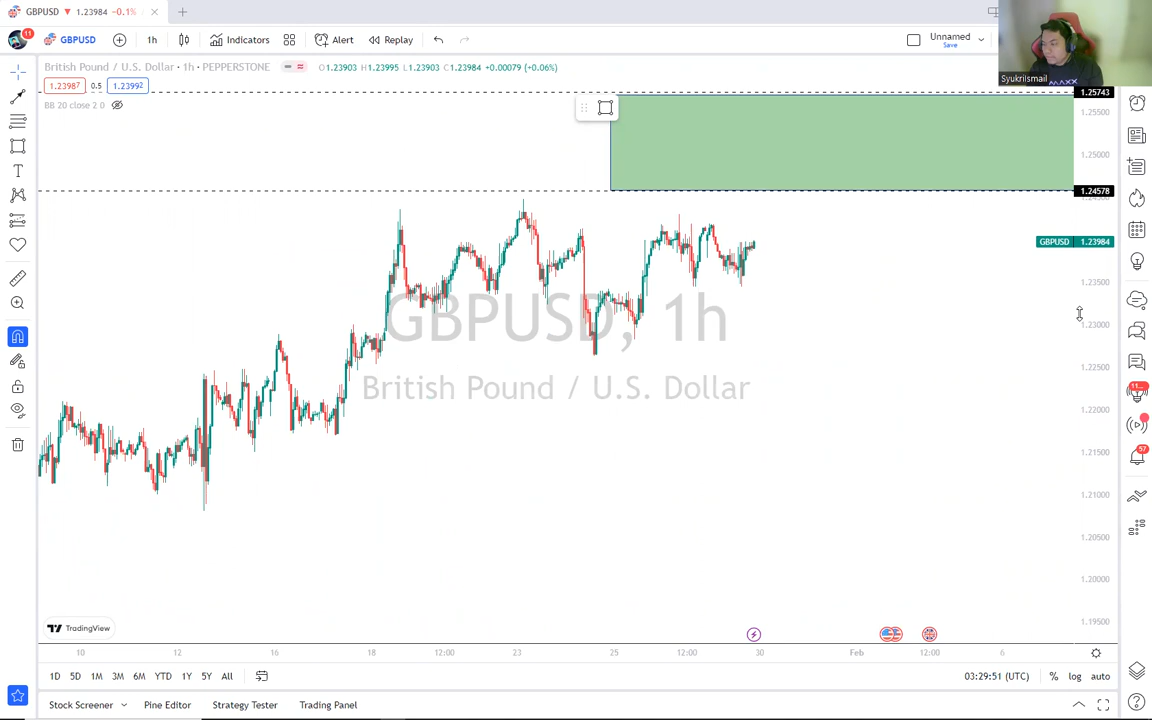 GBPUSD 1.23984 -0.1%
11
GBPUSD
1h
Indicators
Alert
Replay
Unnamed
Save
SyukriIsmail
British Pound / U.S. Dollar · 1h · PEPPERSTONE
O1.23903 H1.23995 L1.23903 C1.23984 +0.00079 (+0.06%)
1.23987 0.5 1.23992
BB 20 close 2 0
1.25743
1.25500
1.25000
1.24578
GBPUSD 1.23984
1.23500
1.23000
1.22500
1.22000
1.21500
1.21000
1.20500
1.20000
1.19500
GBPUSD, 1h
British Pound / U.S. Dollar
11...
57
TradingView
10 12 16 18 12:00 23 25 12:00 30 Feb 12:00 6
1D 5D 1M 3M 6M YTD 1Y 5Y All
03:29:51 (UTC) % log auto
Stock Screener Pine Editor Strategy Tester Trading Panel